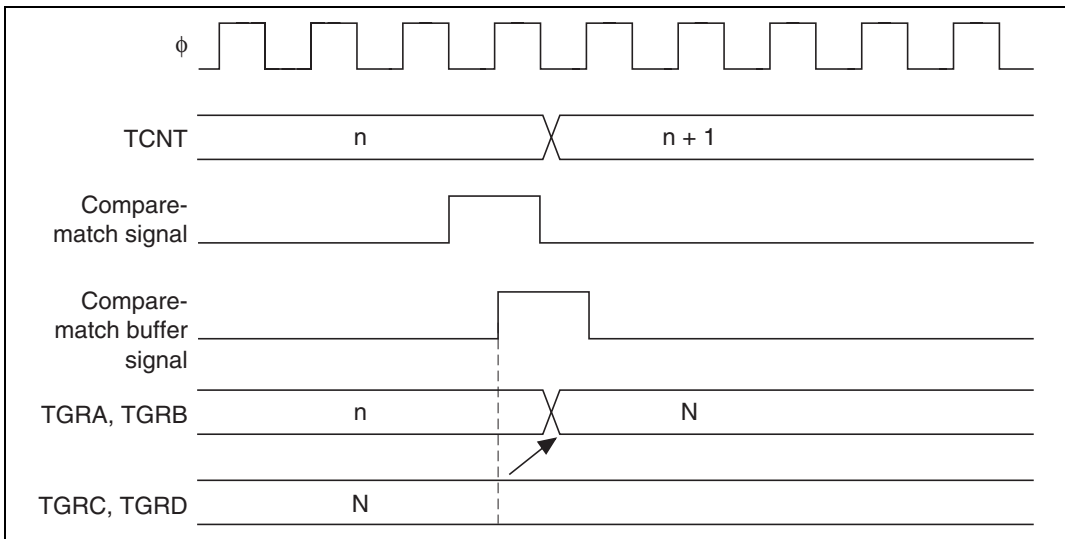 ϕ
TCNT
n
n + 1
Compare-
match signal
Compare-
match buffer
signal
TGRA, TGRB
n
N
TGRC, TGRD
N